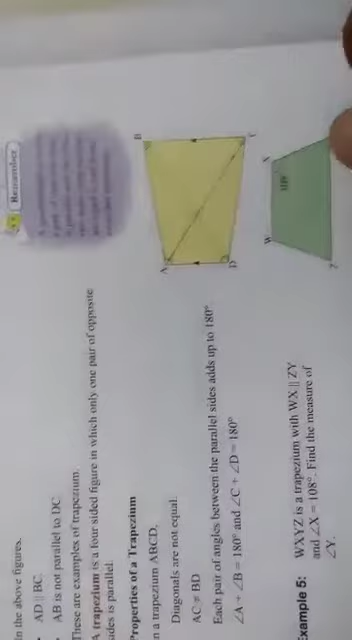 In the above figures,
• AD || BC
• AB is not parallel to DC
These are examples of trapezium.
A trapezium is a four sided figure in which only one pair of opposite
sides is parallel.
Remember
Properties of a Trapezium
In a trapezium ABCD,
Diagonals are not equal.
AC ≠ BD
Each pair of angles between the parallel sides adds up to 180°.
∠A + ∠B = 180° and ∠C + ∠D = 180°
A
B
C
D
Example 5: WXYZ is a trapezium with WX || ZY
and ∠X = 108°. Find the measure of
∠Y.
W
X
108°
Z